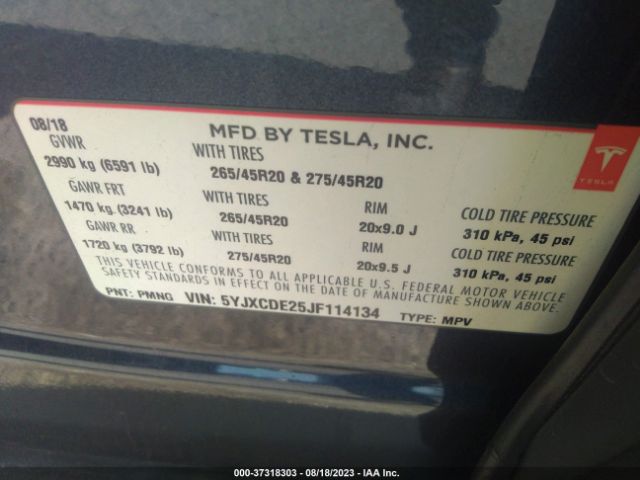 08/18 MFD BY TESLA, INC.
GVWR WITH TIRES
2990 kg (6591 lb) 265/45R20 & 275/45R20
GAWR FRT WITH TIRES RIM COLD TIRE PRESSURE
1470 kg. (3241 lb) 265/45R20 20x9.0 J 310 kPa, 45 psi
GAWR RR WITH TIRES RIM COLD TIRE PRESSURE
1720 kg (3792 lb) 275/45R20 20x9.5 J 310 kPa, 45 psi
THIS VEHICLE CONFORMS TO ALL APPLICABLE U.S. FEDERAL MOTOR VEHICLE
SAFETY STANDARDS IN EFFECT ON THE DATE OF MANUFACTURE SHOWN ABOVE.
PNT: PMNG VIN: 5YJXCDE25JF114134 TYPE: MPV
TESLA
000-37318303 - 08/18/2023 - IAA Inc.